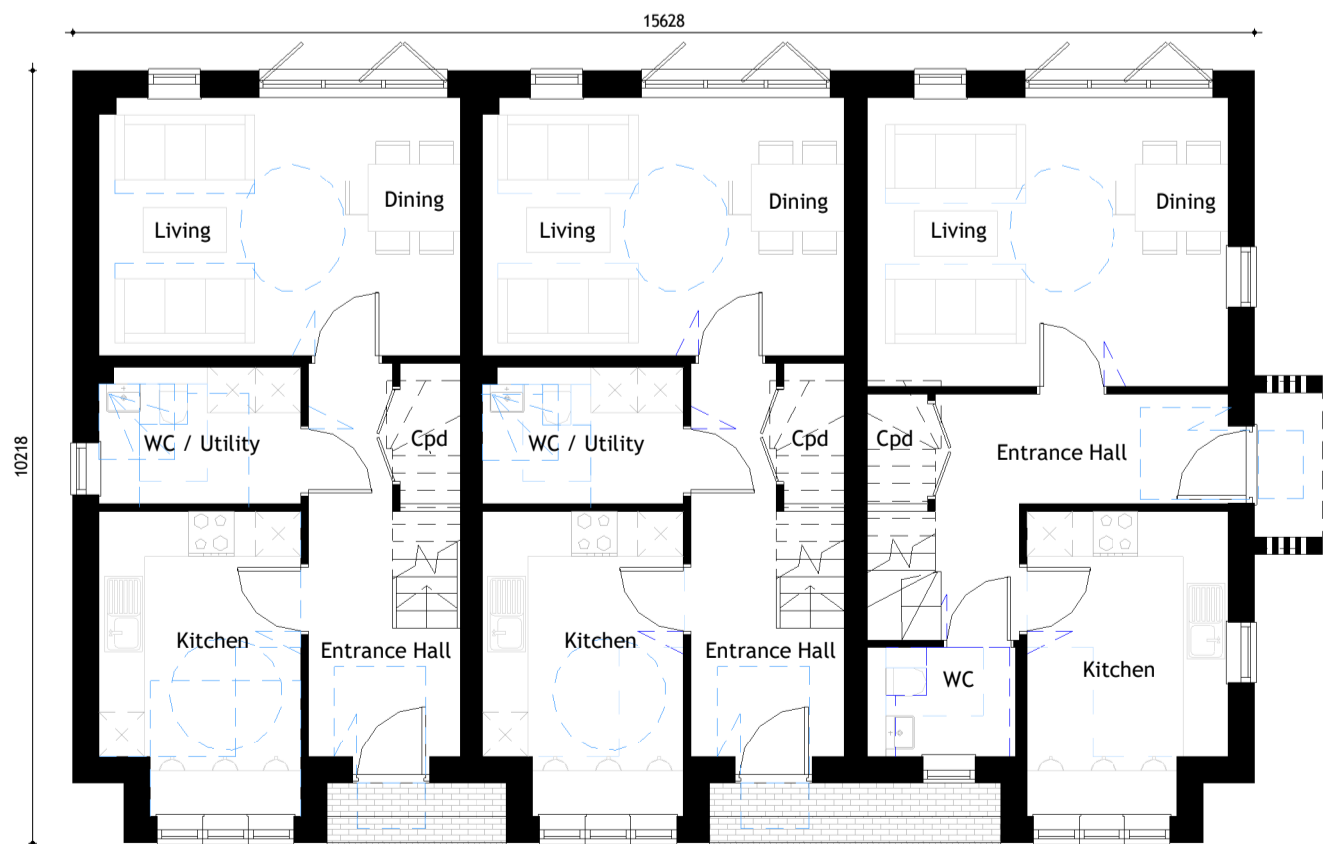 15628
10218
Living
Dining
Living
Dining
Living
Dining
WC / Utility
Cpd
WC / Utility
Cpd
Cpd
Entrance Hall
Kitchen
Entrance Hall
Kitchen
Entrance Hall
WC
Kitchen